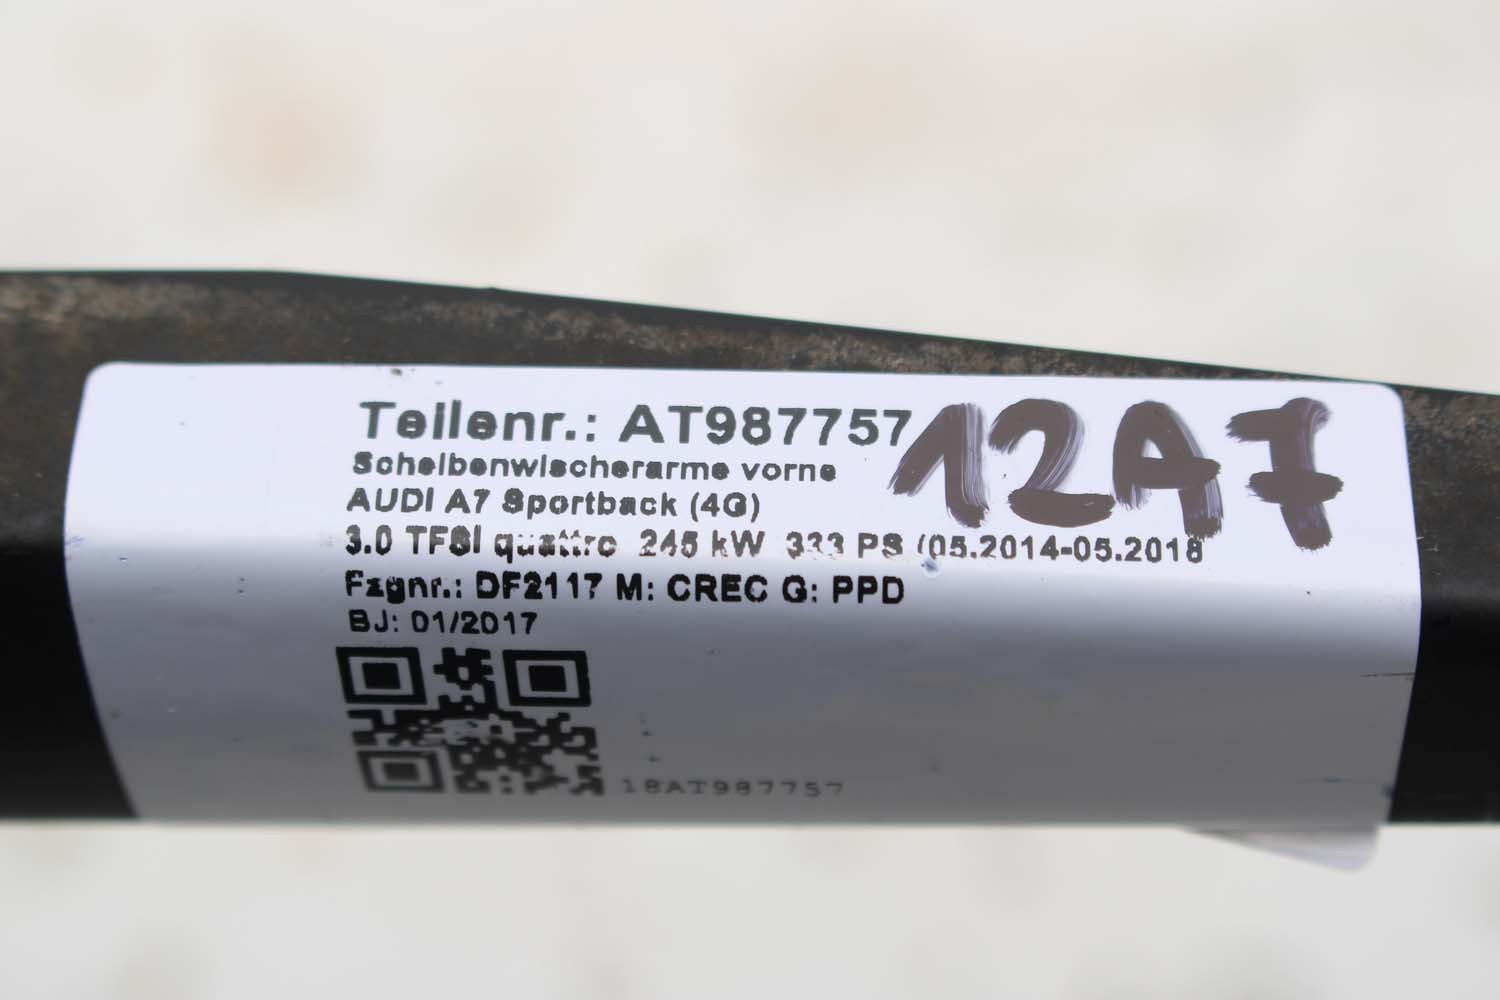 Teilenr.: AT987757
12A7
Scheibenwischerarme vorne
AUDI A7 Sportback (4G)
3.0 TFSI quattro 245 kW 333 PS (05.2014-05.2018
Fzgnr.: DF2117 M: CREC G: PPD
BJ: 01/2017
18AT987757